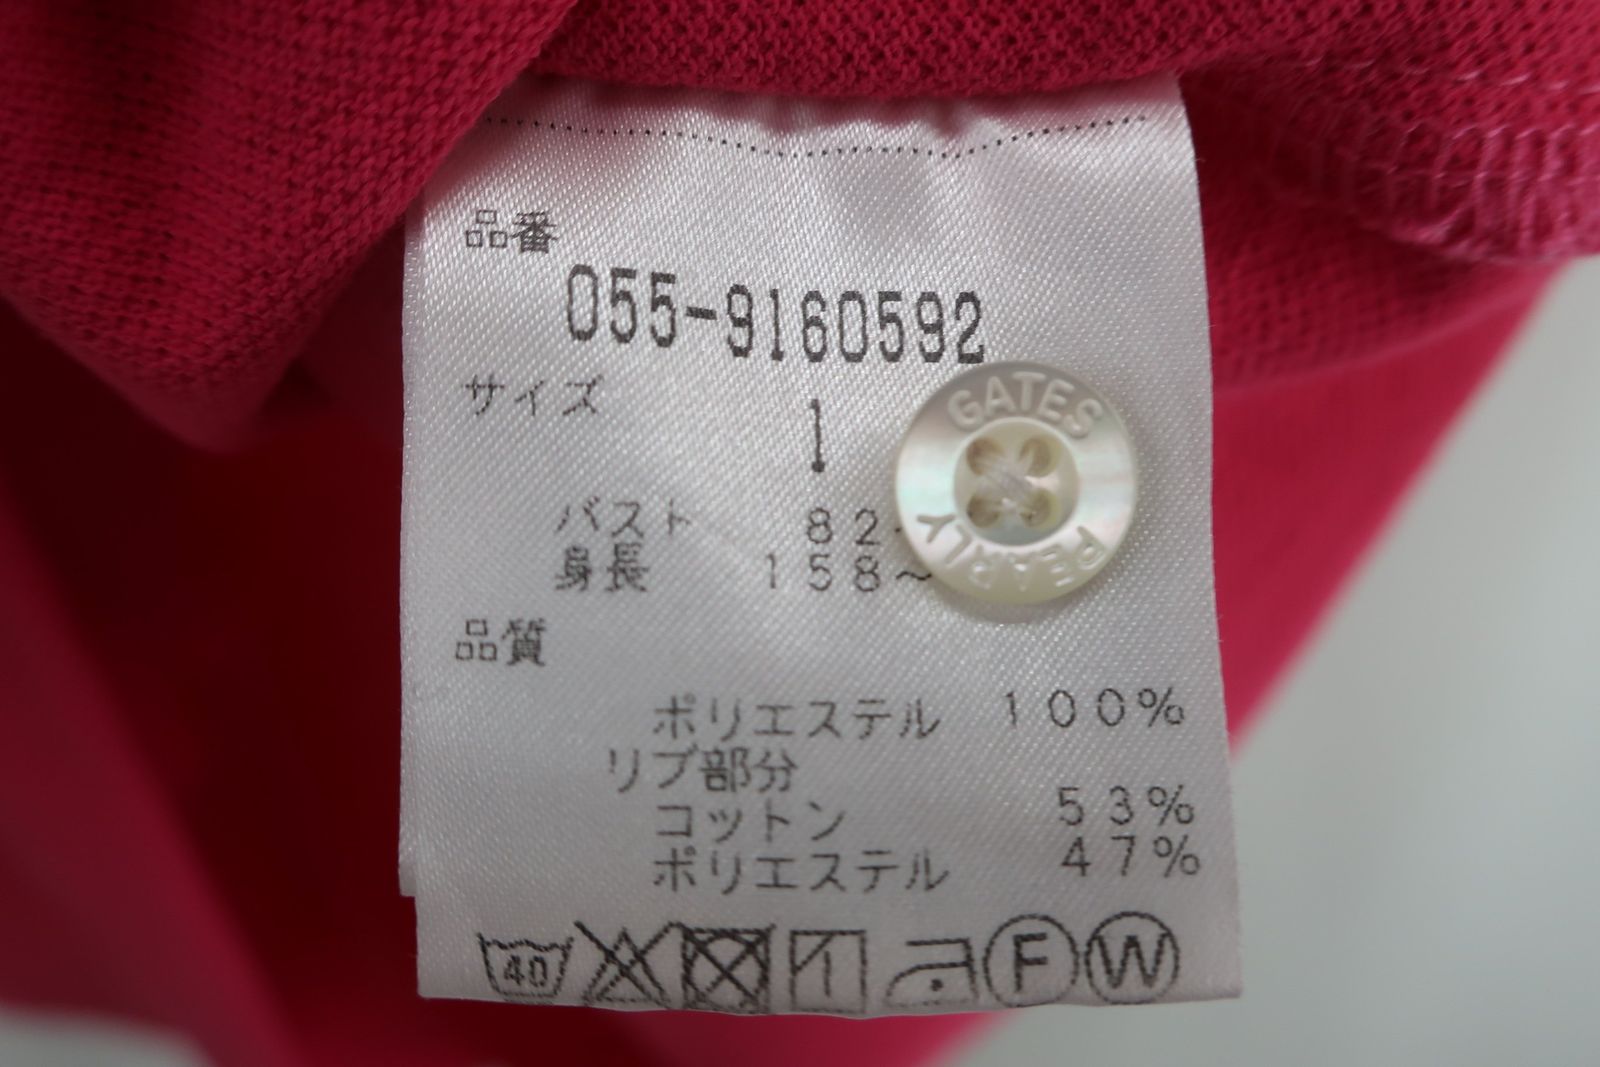 品番
055-9160592
サイズ
1
GATES
PEARLY
バスト 82
身長 158~
品質
ポリエステル 100%
リブ部分
コットン 53%
ポリエステル 47%
40 F W